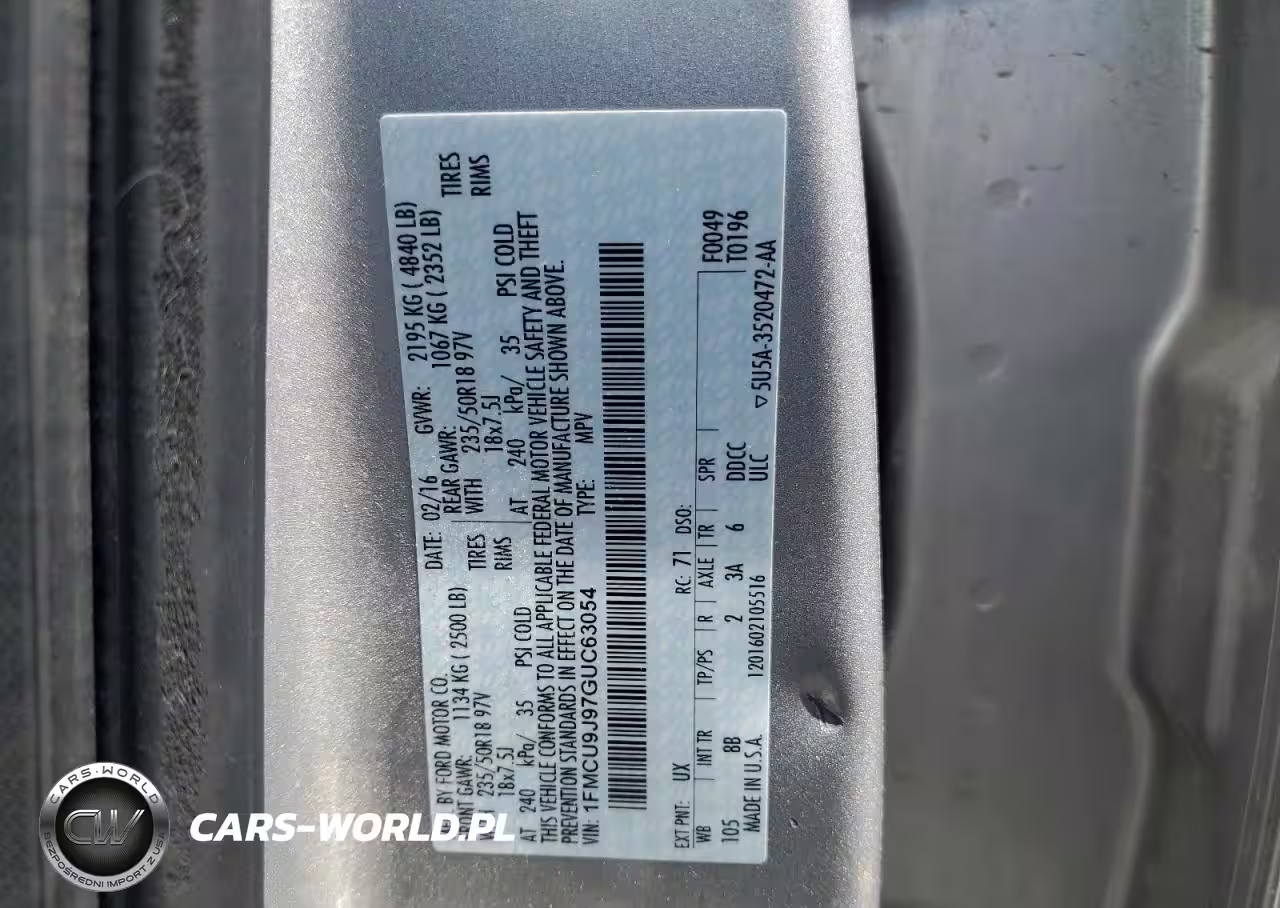 BY FORD MOTOR CO.
DATE: 02/16 GVWR: 2195 KG ( 4840 LB)
GAWR: 1134 KG ( 2500 LB) REAR GAWR: 1067 KG ( 2352 LB)
235/50R18 97V TIRES WITH 235/50R18 97V TIRES
18x7.5J RIMS 18x7.5J RIMS
AT 240 kPa/ 35 PSI COLD AT 240 kPa/ 35 PSI COLD
THIS VEHICLE CONFORMS TO ALL APPLICABLE FEDERAL MOTOR VEHICLE SAFETY AND THEFT
PREVENTION STANDARDS IN EFFECT ON THE DATE OF MANUFACTURE SHOWN ABOVE.
VIN: 1FMCU9J97GUC63054 TYPE: MPV
EXT PNT: UX RC: 71 DSO: F0049
WB INT TR TP/PS R AXLE TR SPR T0196
105 8B 2 3A 6 DDCC
MADE IN U.S.A. 1201602105516 ULC
▽ 5U5A-3520472-AA
CARS-WORLD
CW
BEZPOŚREDNI IMPORT Z USA
CARS-WORLD.PL